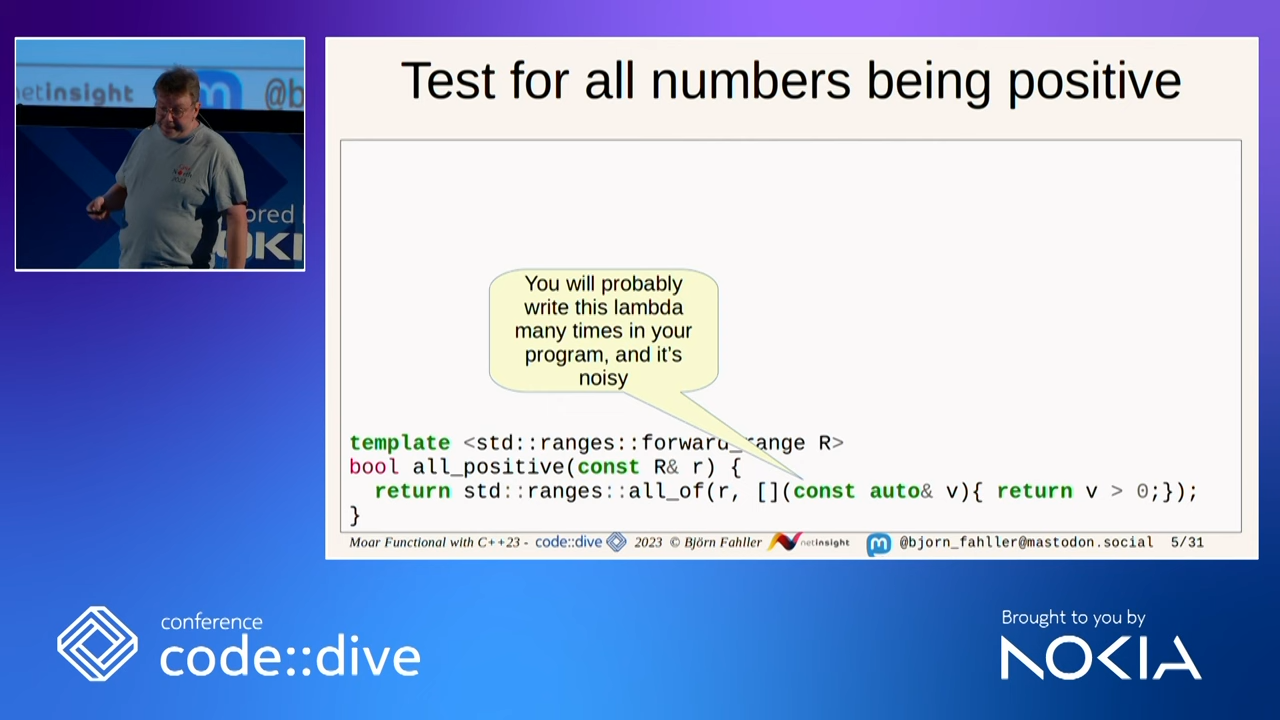 etinsight
@b
ored
OKI
Test for all numbers being positive
You will probably
write this lambda
many times in your
program, and it's
noisy
template <std::ranges::forward_range R>
bool all_positive(const R& r) {
return std::ranges::all_of(r, [](const auto& v){ return v > 0;});
}
Moar Functional with C++23 - code::dive 2023 © Björn Fahller netinsight @bjorn_fahller@mastodon.social 5/31
conference
code::dive
Brought to you by
NOKIA